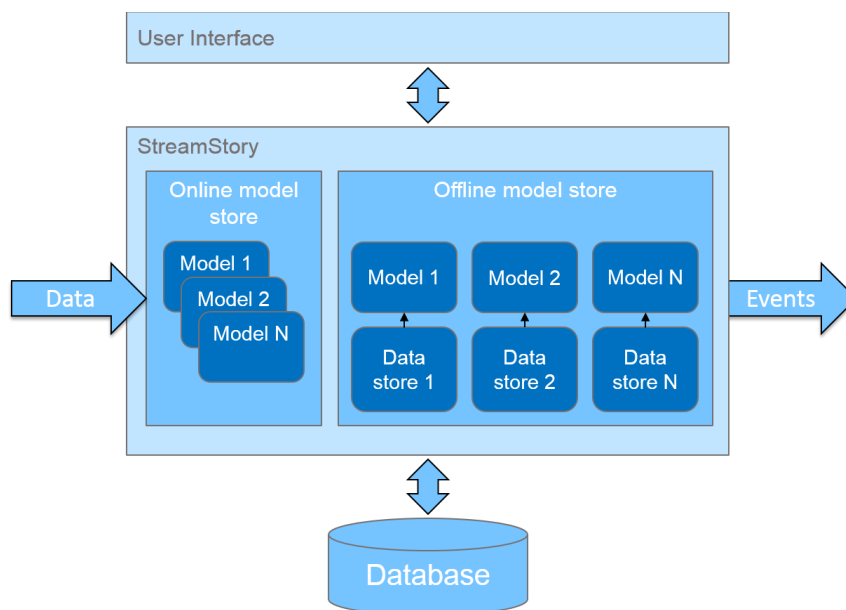 User Interface
StreamStory
Online model
store
Model 1
Model 2
Model N
Offline model store
Model 1
Model 2
Model N
Data
store 1
Data
store 2
Data
store N
Data
Events
Database